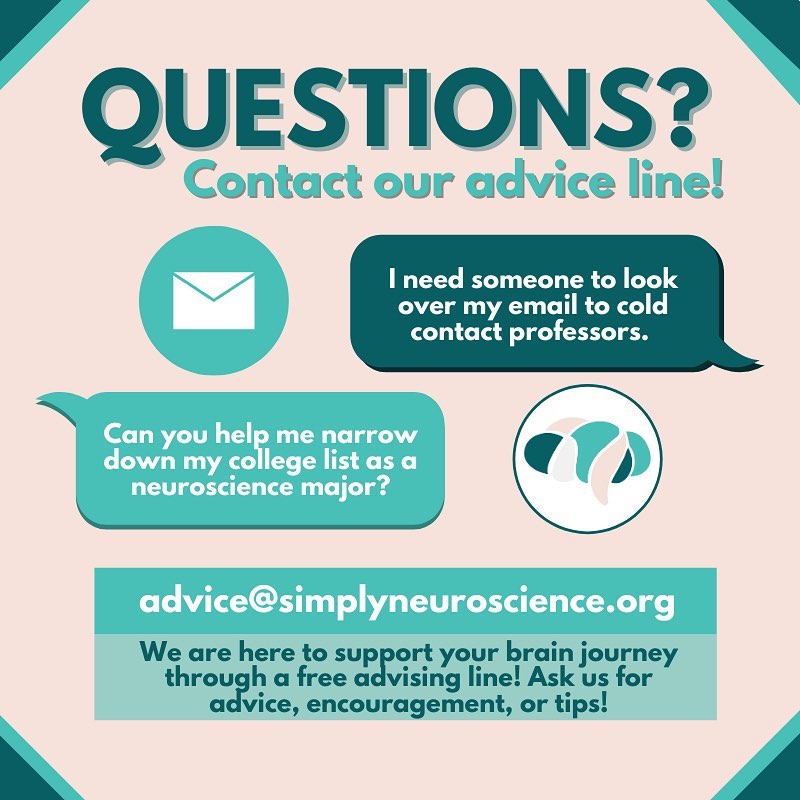 QUESTIONS?
Contact our advice line!
I need someone to look
over my email to cold
contact professors.
Can you help me narrow
down my college list as a
neuroscience major?
advice@simplyneuroscience.org
We are here to support your brain journey
through a free advising line! Ask us for
advice, encouragement, or tips!